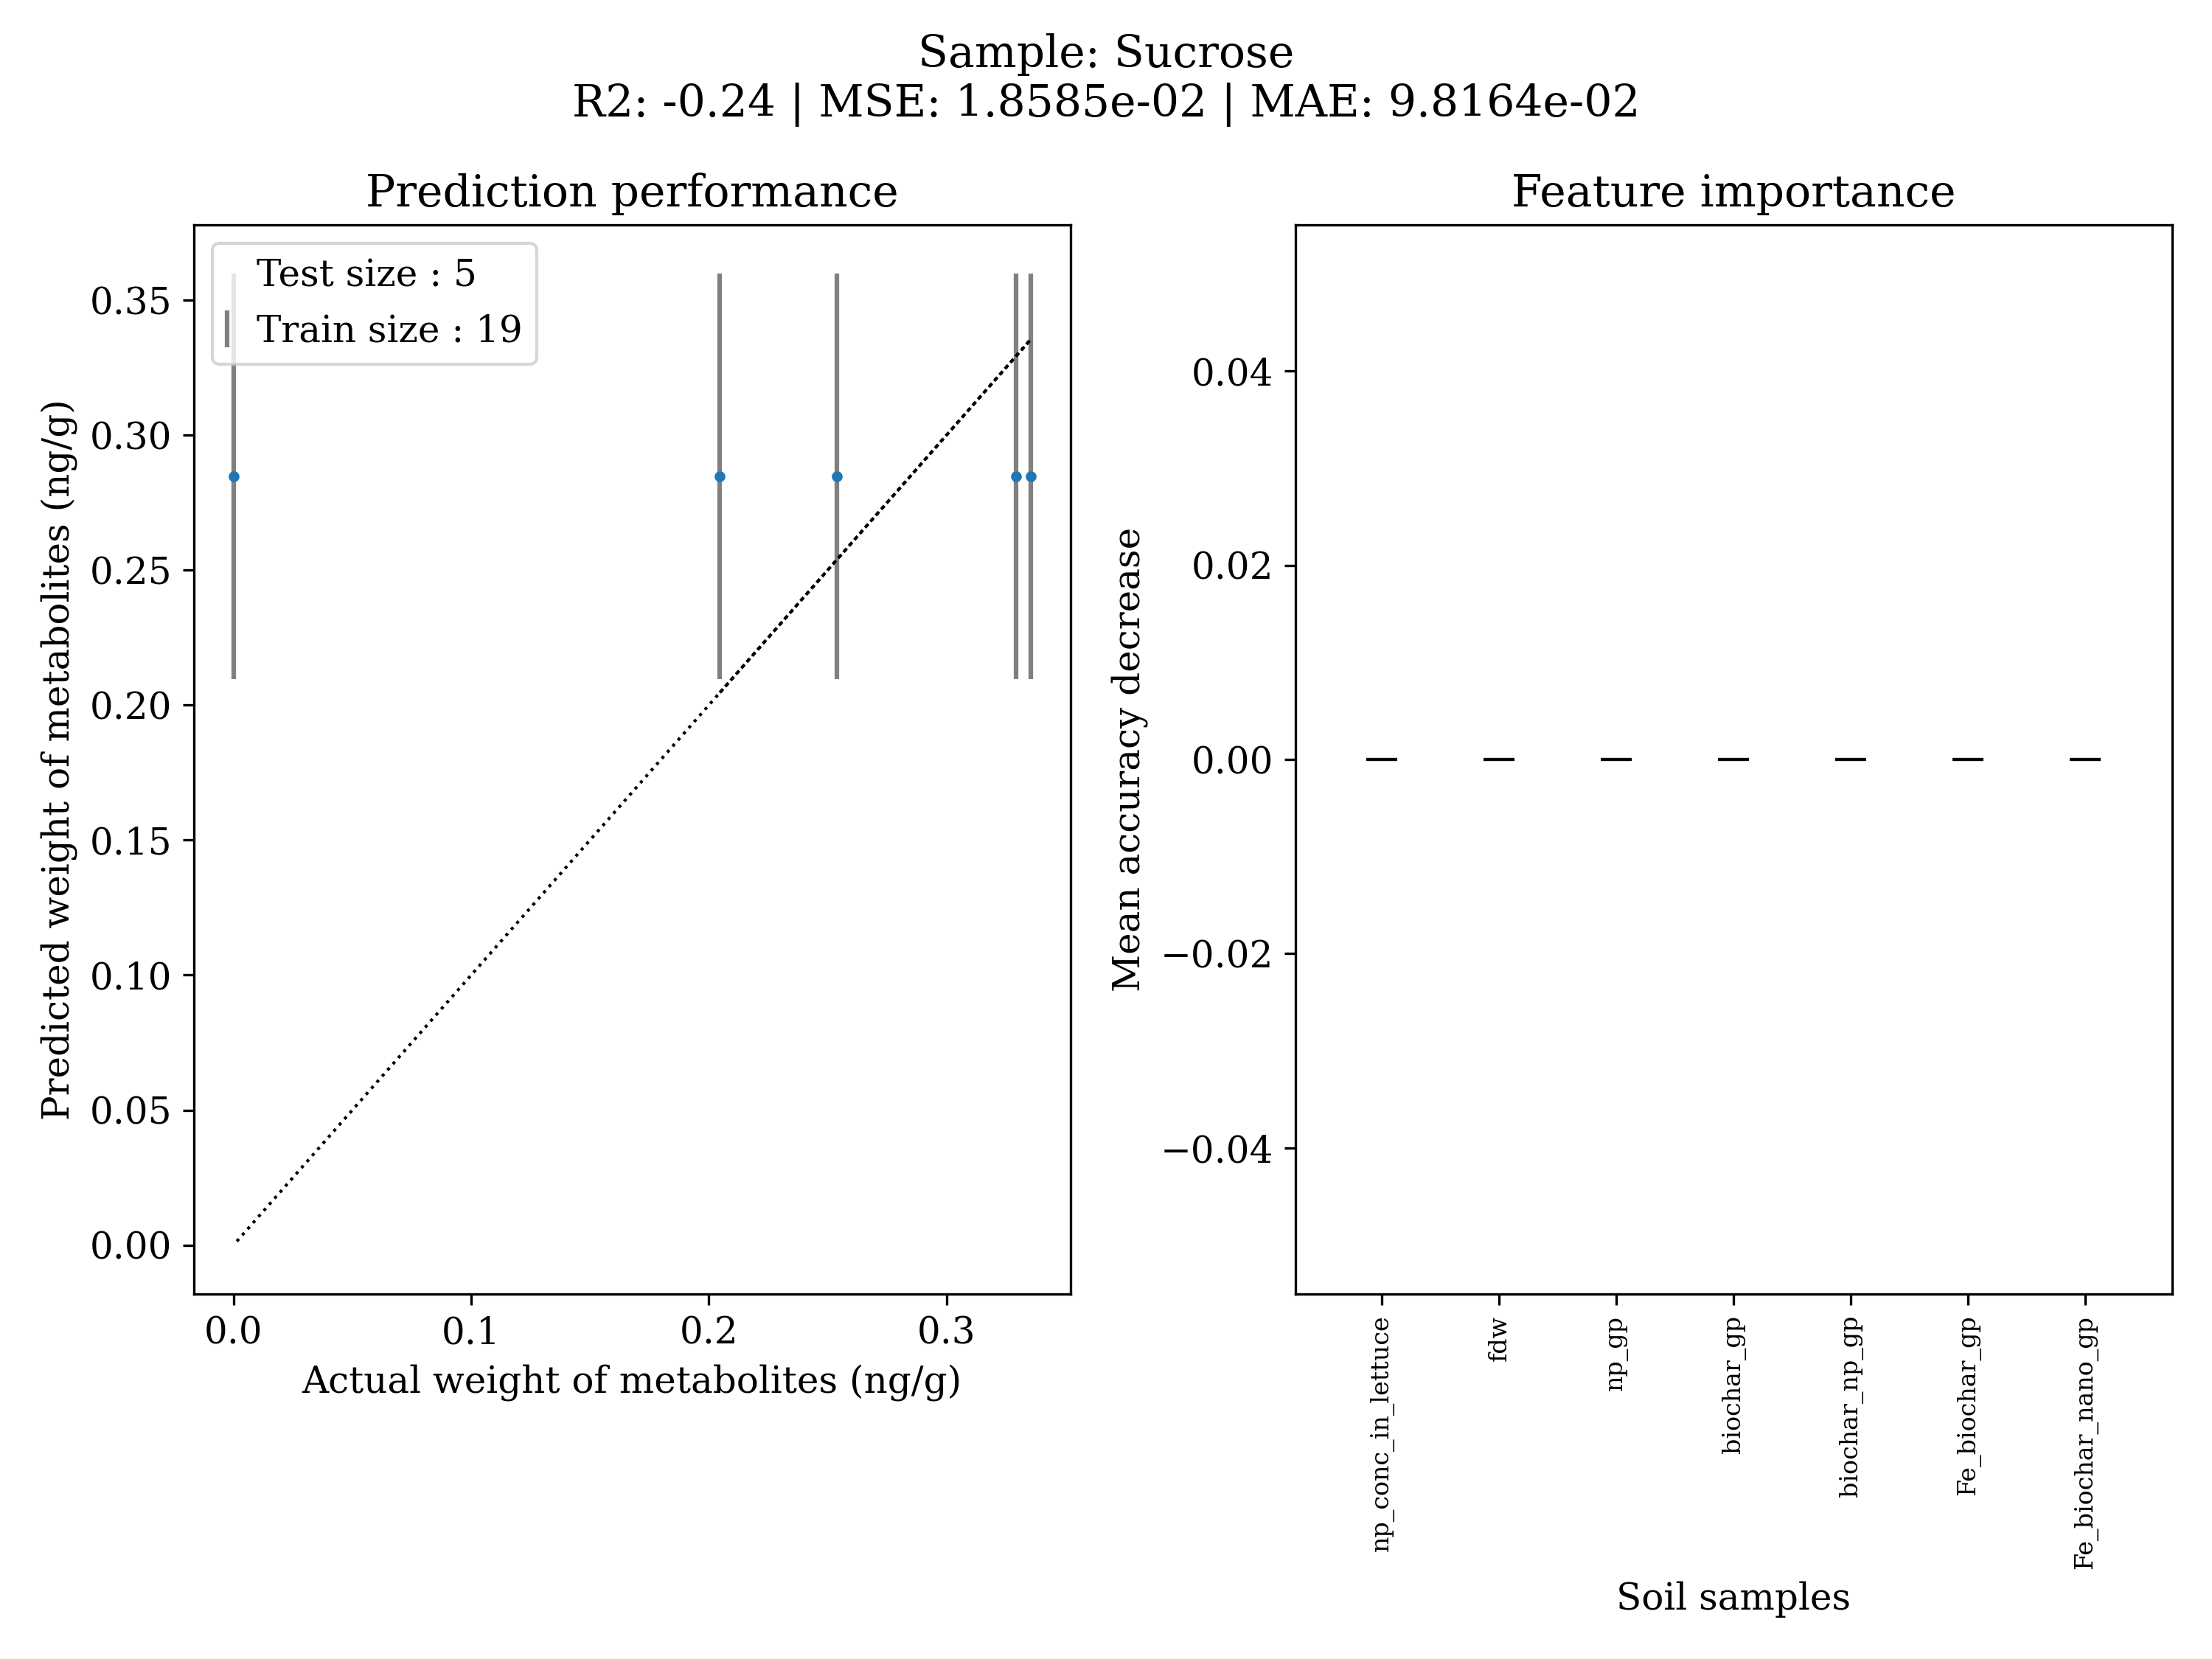 Sample: Sucrose
R2: -0.24 | MSE: 1.8585e-02 | MAE: 9.8164e-02
Prediction performance
Test size : 5
Train size : 19
Predicted weight of metabolites (ng/g)
0.35
0.30
0.25
0.20
0.15
0.10
0.05
0.00
0.0
0.1
0.2
0.3
Actual weight of metabolites (ng/g)
Feature importance
Mean accuracy decrease
0.04
0.02
0.00
−0.02
−0.04
np_conc_in_lettuce
fdw
np_gp
biochar_gp
biochar_np_gp
Fe_biochar_gp
Fe_biochar_nano_gp
Soil samples